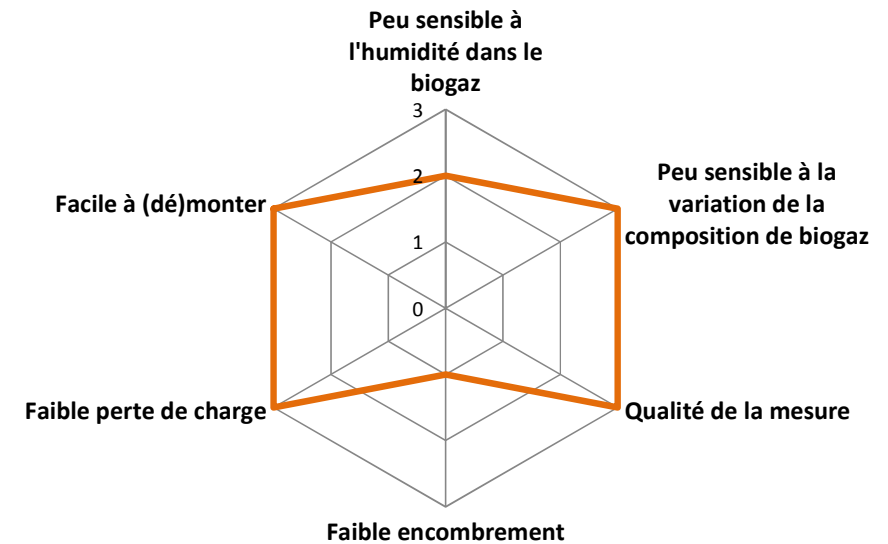 Peu sensible à
l'humidité dans le
biogaz
3
2
1
0
Peu sensible à la
variation de la
composition de biogaz
Qualité de la mesure
Faible encombrement
Faible perte de charge
Facile à (dé)monter